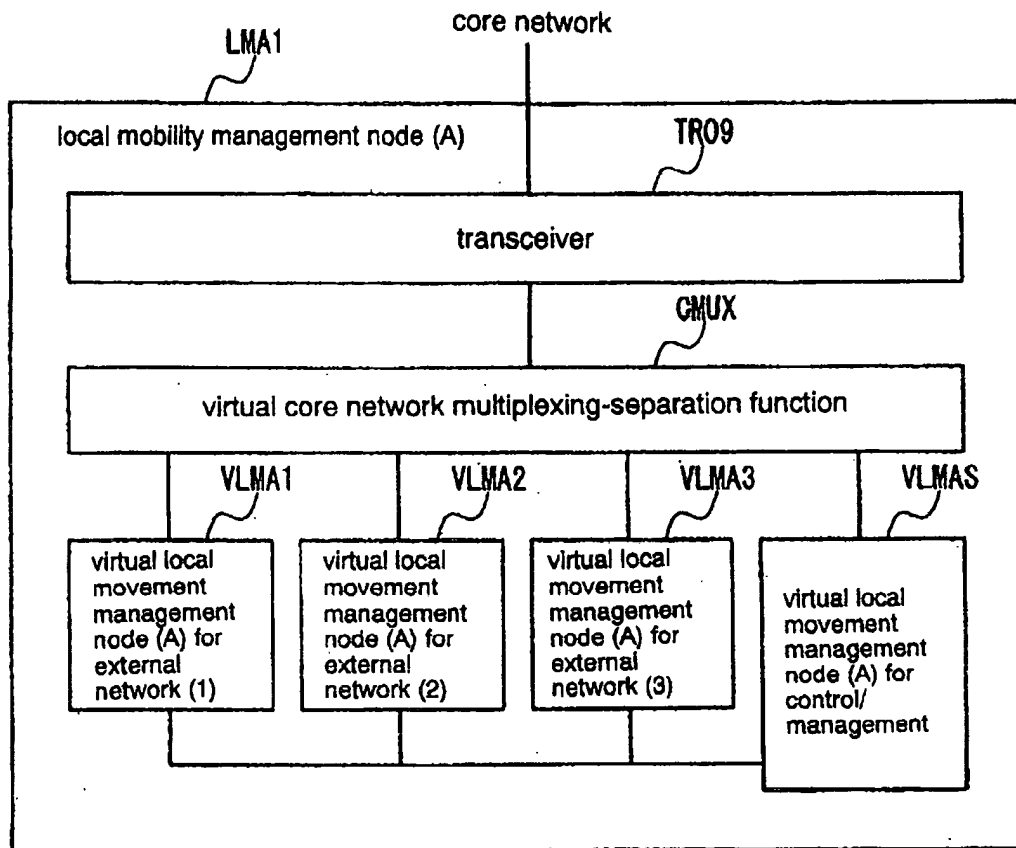 core network
LMA1
local mobility management node (A)
TR09
transceiver
CMUX
virtual core network multiplexing-separation function
VLMA1
VLMA2
VLMA3
VLMAS
virtual local
movement
management
node (A) for
external
network (1)
virtual local
movement
management
node (A) for
external
network (2)
virtual local
movement
management
node (A) for
external
network (3)
virtual local
movement
management
node (A) for
control/
management